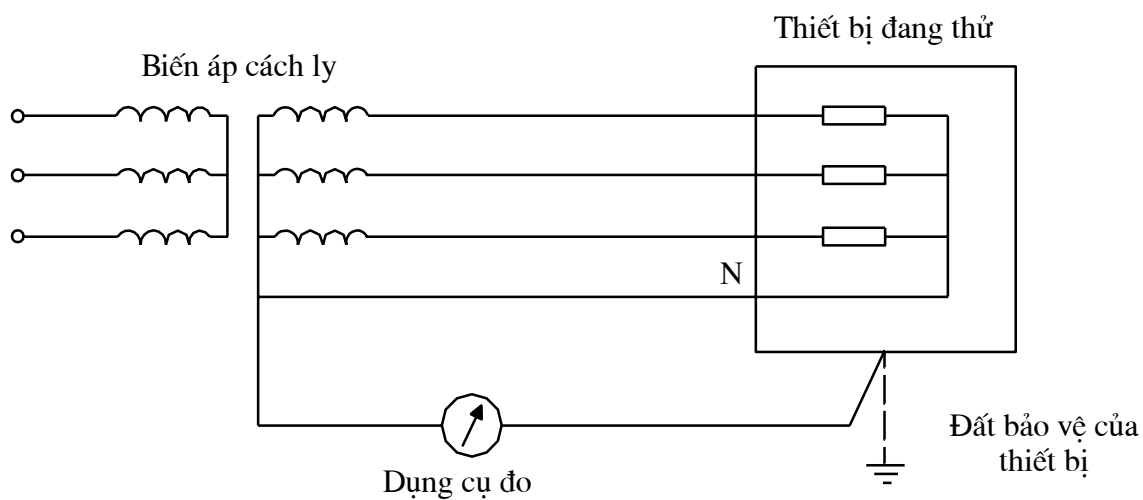 Thiết bị đang thử
Biến áp cách ly
N
Đất bảo vệ của
thiết bị
Dụng cụ đo